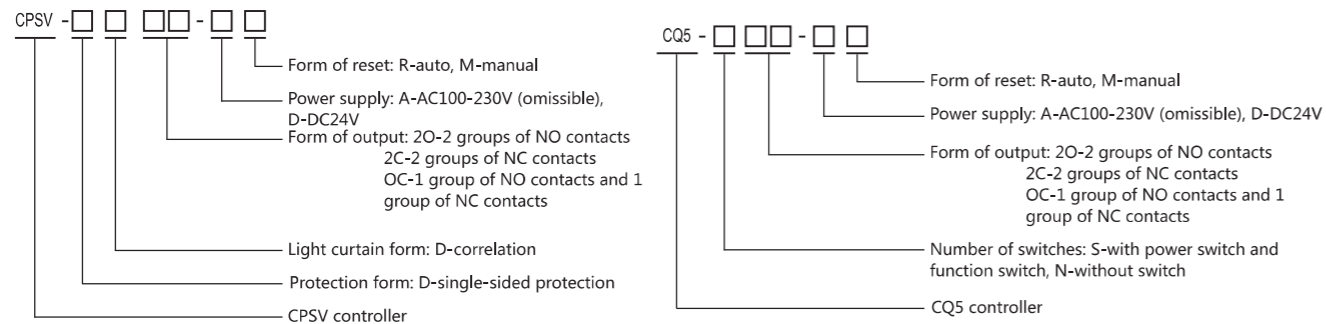 CPSV - □ □ □□ - □ □
Form of reset: R-auto, M-manual
Power supply: A-AC100-230V (omissible),
D-DC24V
Form of output: 2O-2 groups of NO contacts
2C-2 groups of NC contacts
OC-1 group of NO contacts and 1
group of NC contacts
Light curtain form: D-correlation
Protection form: D-single-sided protection
CPSV controller
CQ5 - □ □□ - □ □
Form of reset: R-auto, M-manual
Power supply: A-AC100-230V (omissible), D-DC24V
Form of output: 2O-2 groups of NO contacts
2C-2 groups of NC contacts
OC-1 group of NO contacts and 1
group of NC contacts
Number of switches: S-with power switch and
function switch, N-without switch
CQ5 controller